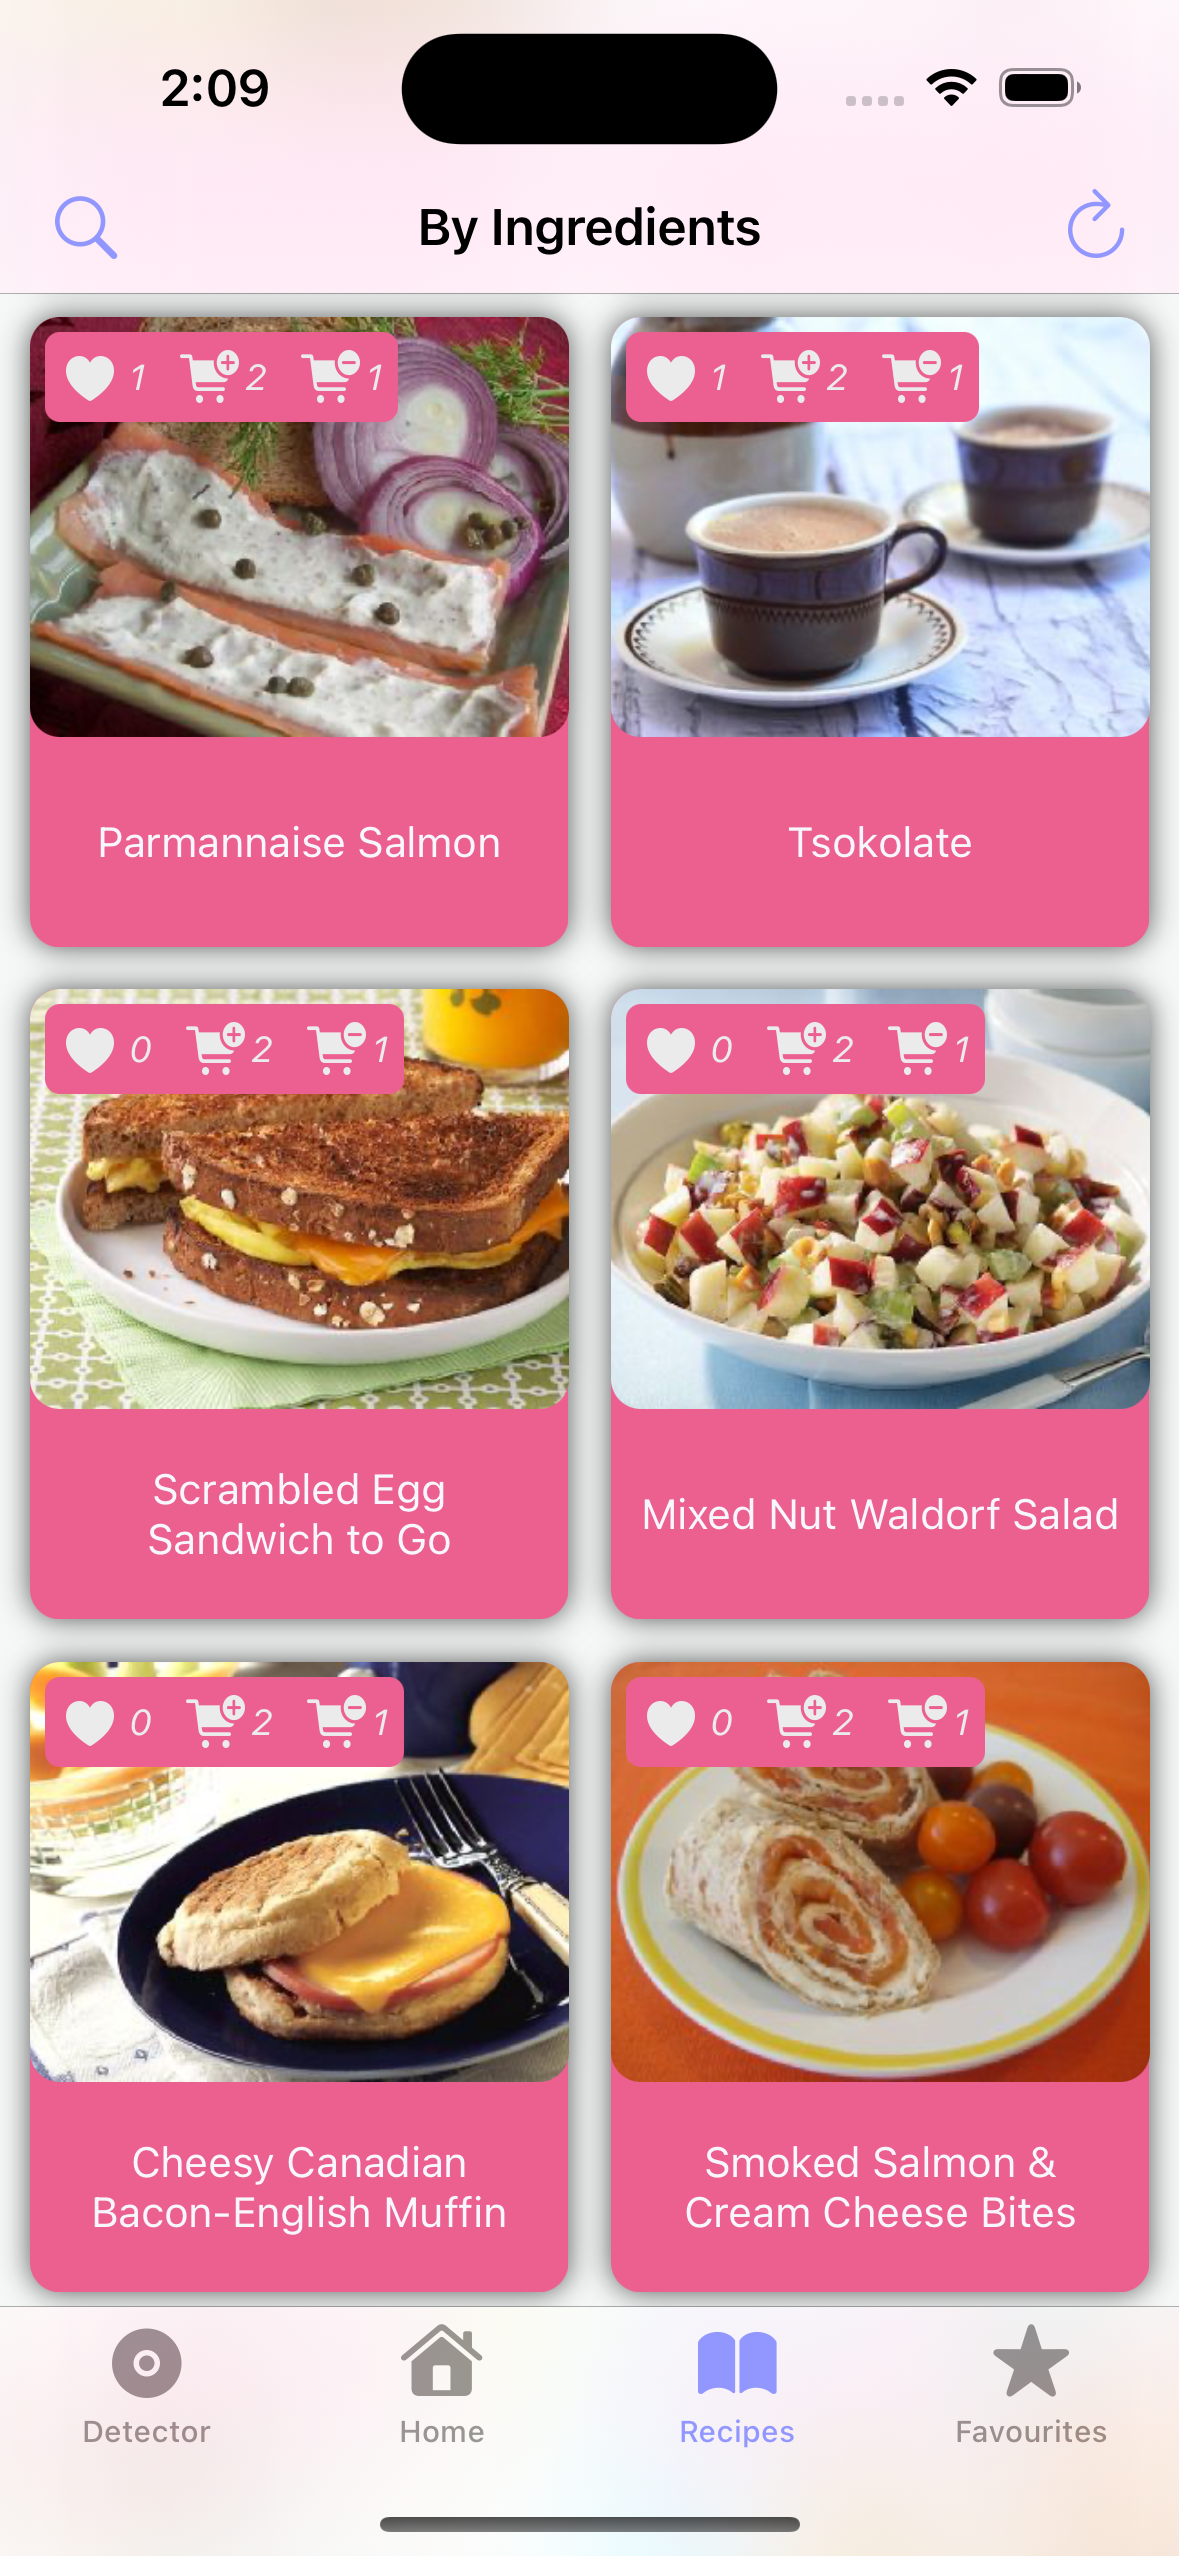 2:09
By Ingredients
1 2 1
1 2 1
Parmannaise Salmon
Tsokolate
0 2 1
0 2 1
Scrambled Egg
Sandwich to Go
Mixed Nut Waldorf Salad
0 2 1
0 2 1
Cheesy Canadian
Bacon-English Muffin
Smoked Salmon &
Cream Cheese Bites
Detector
Home
Recipes
Favourites